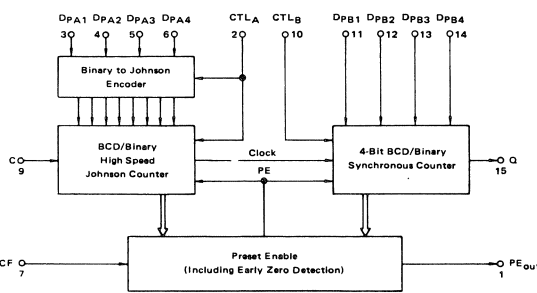 DPA1 DPA2 DPA3 DPA4 CTLA CTLB DPB1 DPB2 DPB3 DPB4
3 4 5 6 2 10 11 12 13 14
Binary to Johnson
Encoder
BCD/Binary
High Speed
Johnson Counter
Clock
PE
4-Bit BCD/Binary
Synchronous Counter
C
9
Q
15
Preset Enable
(Including Early Zero Detection)
CF
7
PEout
1